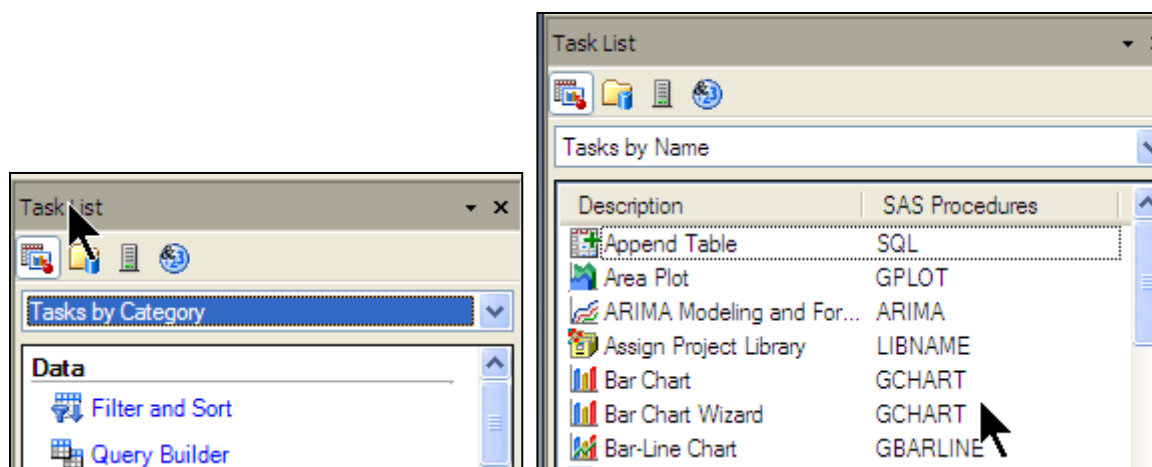 Task List
Tasks by Category
Data
Filter and Sort
Query Builder
Task List
Tasks by Name
Description SAS Procedures
Append Table SQL
Area Plot GPLOT
ARIMA Modeling and For... ARIMA
Assign Project Library LIBNAME
Bar Chart GCHART
Bar Chart Wizard GCHART
Bar-Line Chart GBARLINE